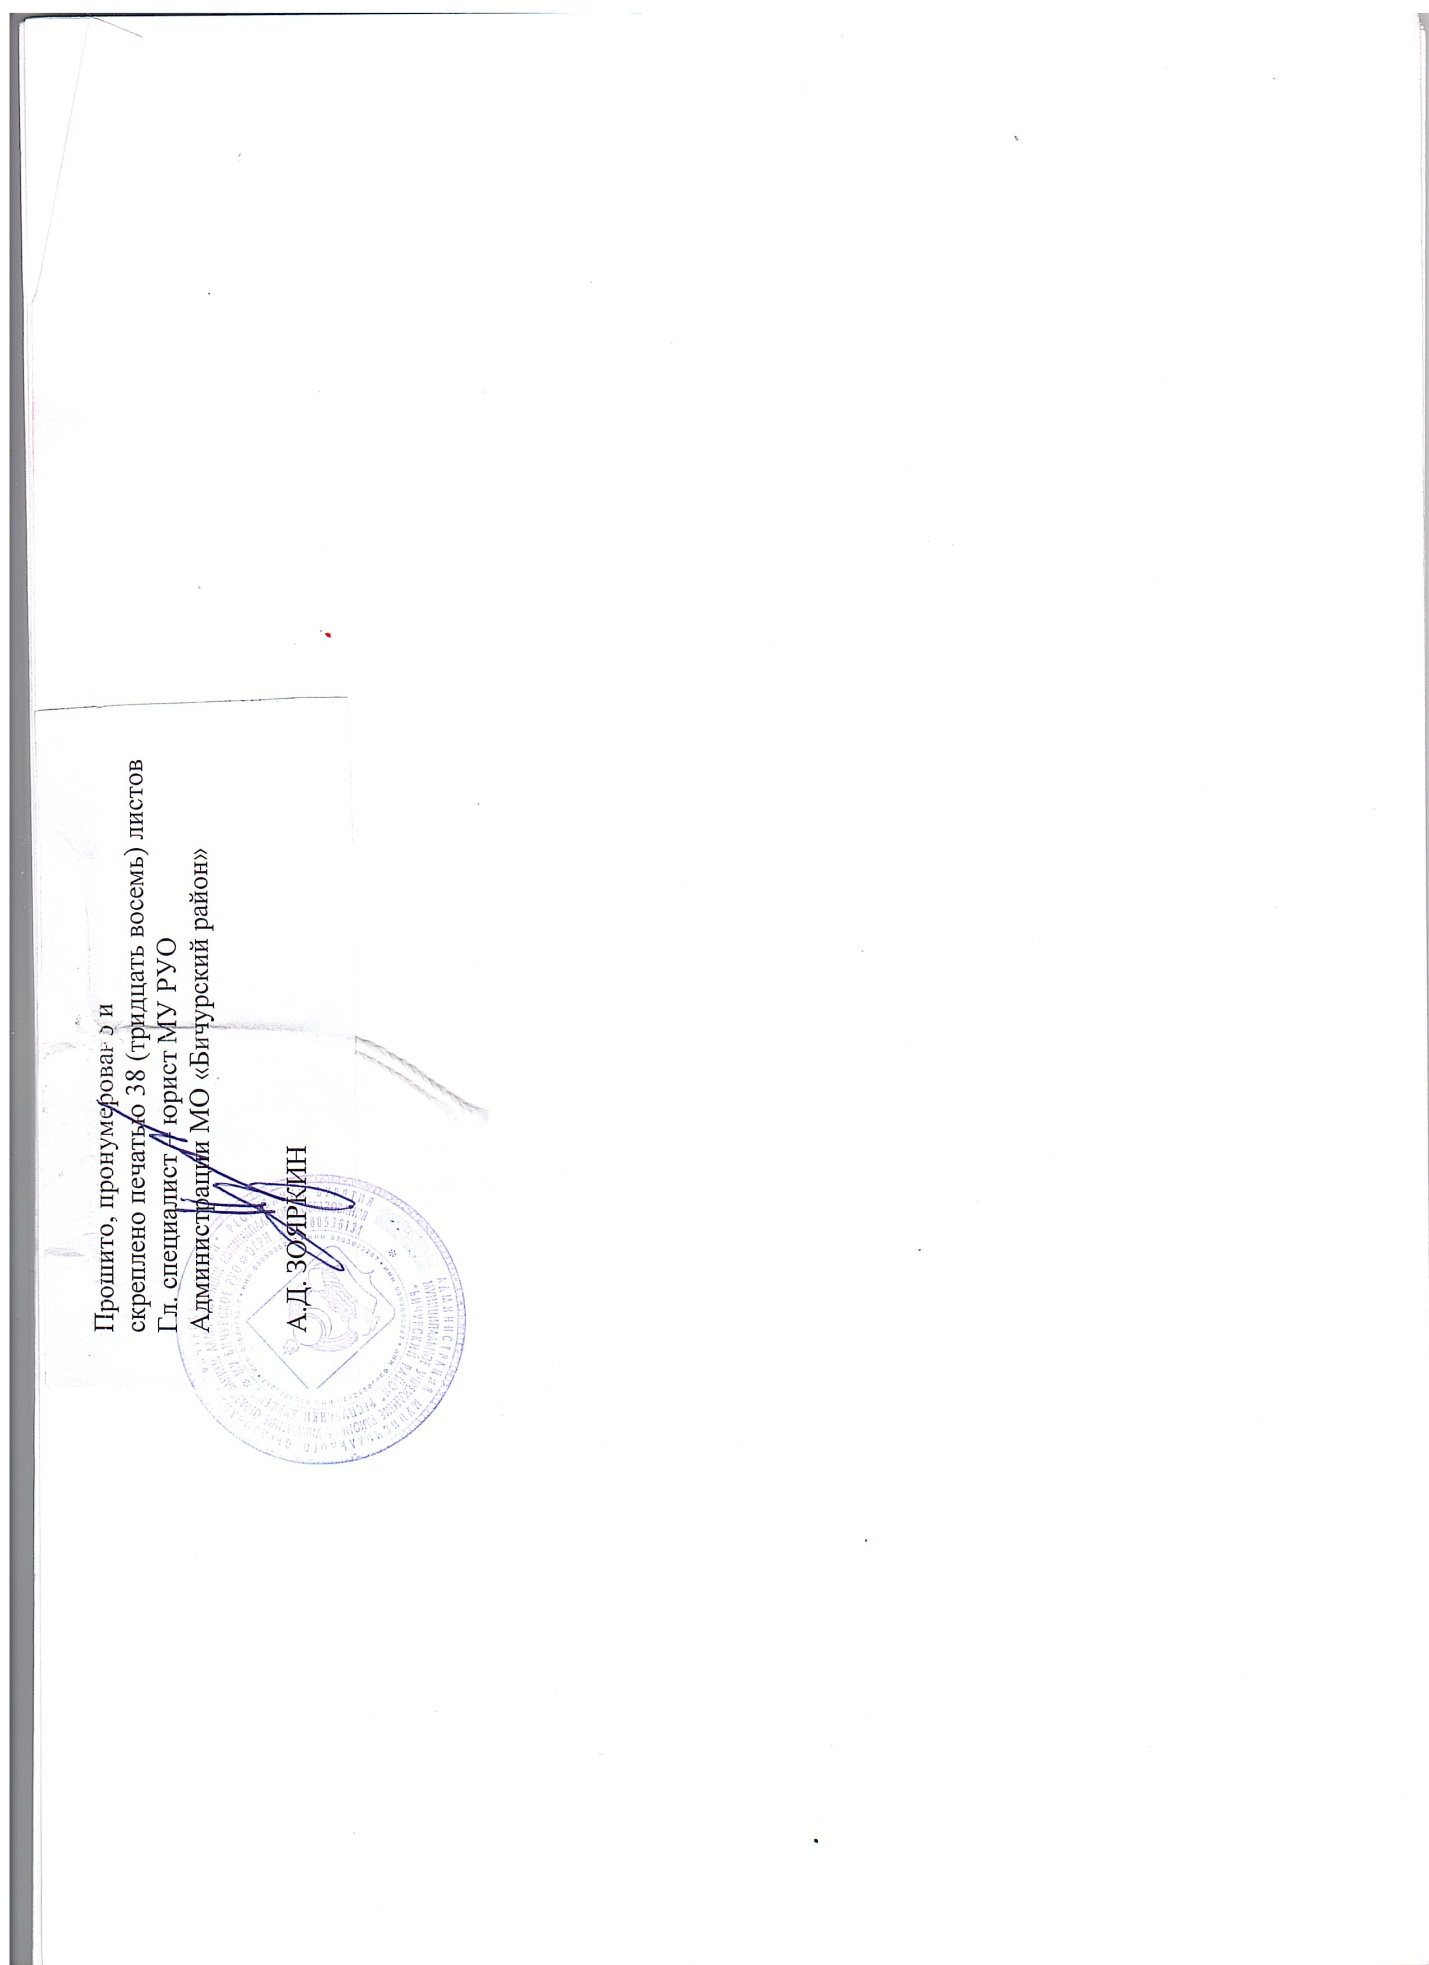 Прошито, пронумеровано и
скреплено печатью 38 (тридцать восемь) листов
Гл. специалист – юрист МУ РУО
Администрации МО «Бичурский район»
А.Д. ЗОЯРКИН